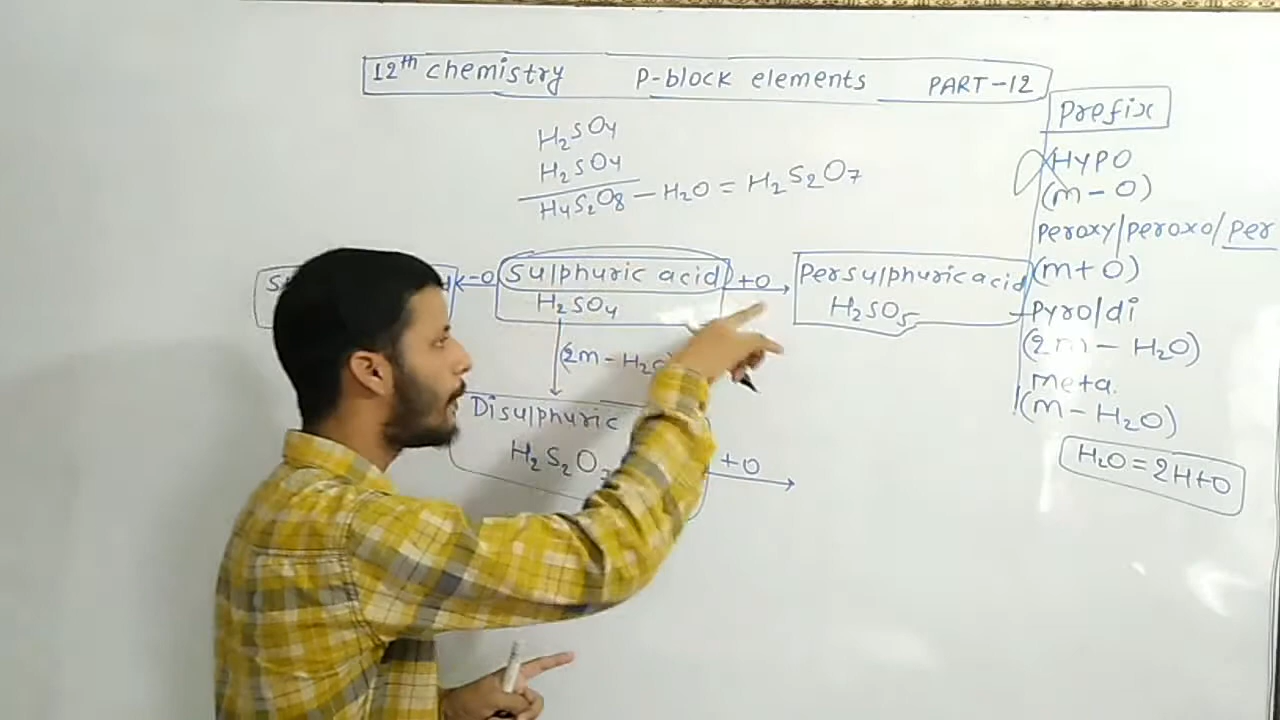 12th chemistry P-block elements PART-12
H2SO4
H2SO4
H4S2O8 - H2O = H2S2O7
-O
Sulphuric acid
H2SO4
+O
Persulphuric acid
H2SO5
(2m - H2O)
Disulphuric
H2S2O7
+O
Prefix
HYPO
(m - O)
Peroxy/Peroxo/Per
(m + O)
Pyro/di
(2m - H2O)
meta.
(m - H2O)
H2O = 2H+O